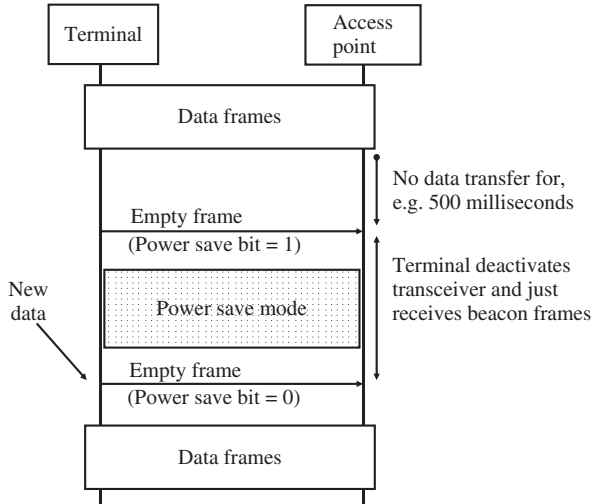 Terminal
Access
point
Data frames
No data transfer for,
e.g. 500 milliseconds
Empty frame
(Power save bit = 1)
Terminal deactivates
transceiver and just
receives beacon frames
New
data
Power save mode
Empty frame
(Power save bit = 0)
Data frames